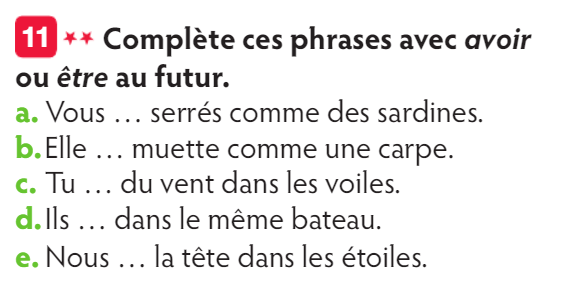 11 ★★ Complète ces phrases avec avoir
ou être au futur.
a. Vous … serrés comme des sardines.
b. Elle … muette comme une carpe.
c. Tu … du vent dans les voiles.
d. Ils … dans le même bateau.
e. Nous … la tête dans les étoiles.